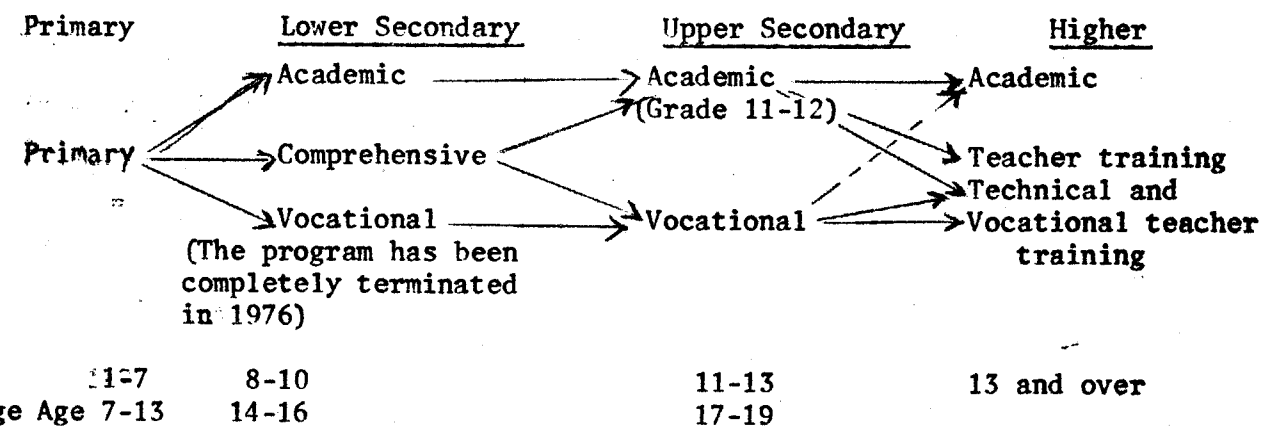 Primary Lower Secondary Upper Secondary Higher
Academic Academic Academic
(Grade 11-12)
Primary Comprehensive Teacher training
Technical and
Vocational Vocational Vocational teacher
(The program has been training
completely terminated
in 1976)
1-7 8-10 11-13 13 and over
Age 7-13 14-16 17-19